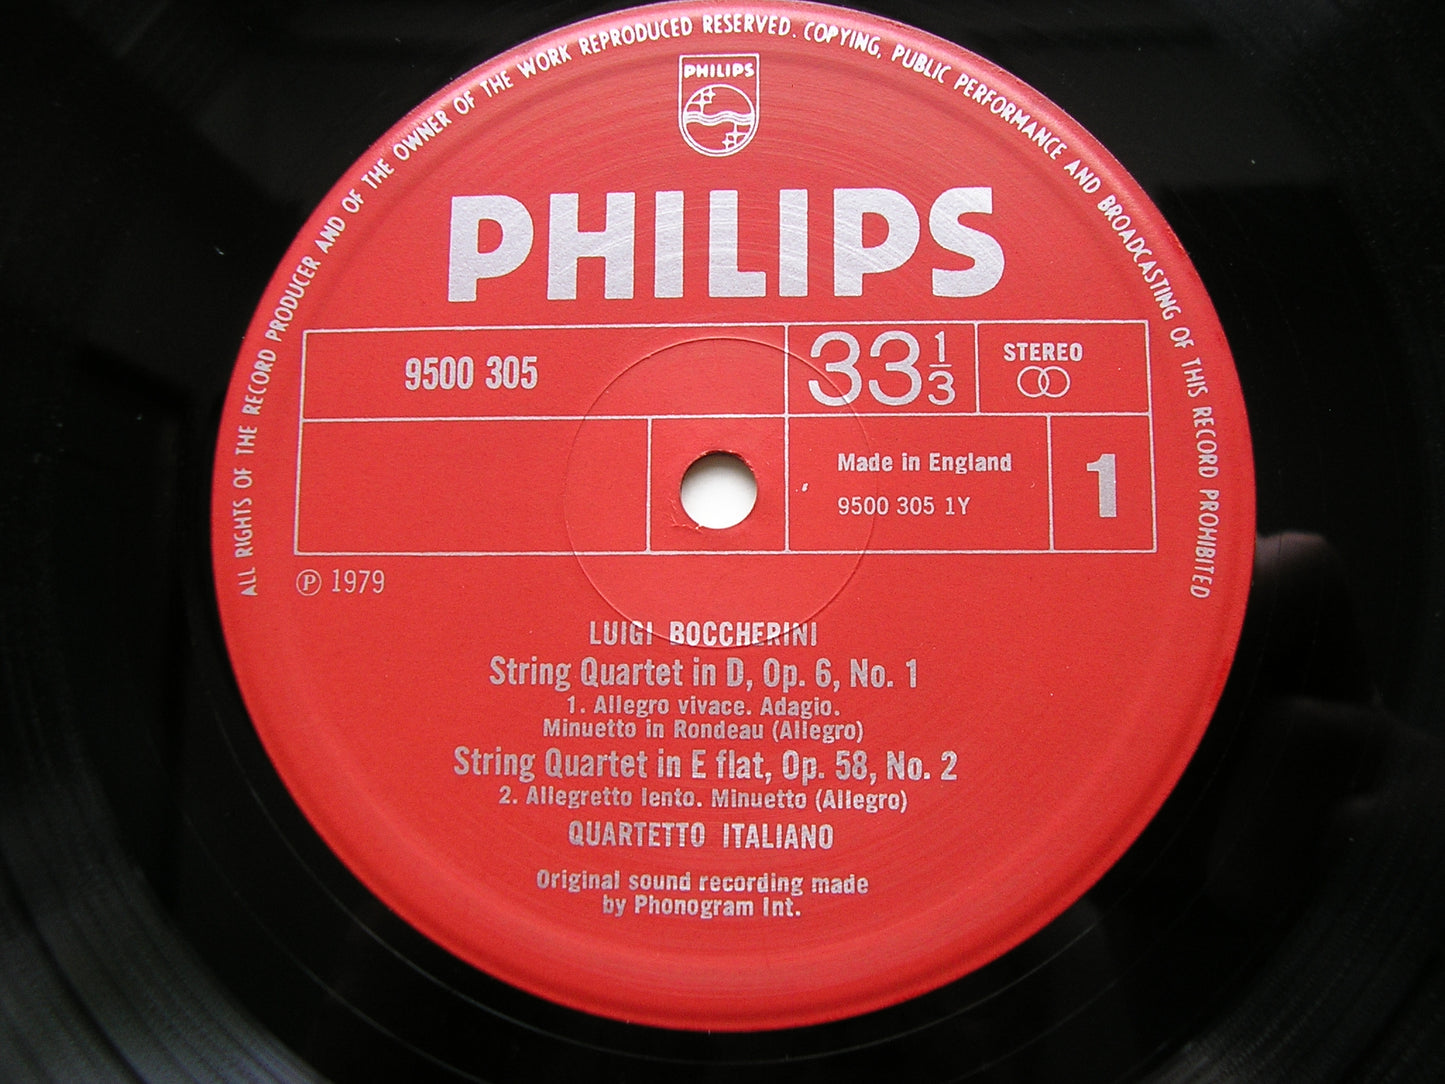 ALL RIGHTS OF THE RECORD PRODUCER AND OF THE OWNER OF THE WORK REPRODUCED RESERVED. COPYING, PUBLIC PERFORMANCE AND BROADCASTING OF THIS RECORD PROHIBITED
PHILIPS
PHILIPS
9500 305
33 1/3
STEREO
Made in England
9500 305 1Y
1
Ⓟ 1979
LUIGI BOCCHERINI
String Quartet in D, Op. 6, No. 1
1. Allegro vivace. Adagio.
Minuetto in Rondeau (Allegro)
String Quartet in E flat, Op. 58, No. 2
2. Allegretto lento. Minuetto (Allegro)
QUARTETTO ITALIANO
Original sound recording made
by Phonogram Int.